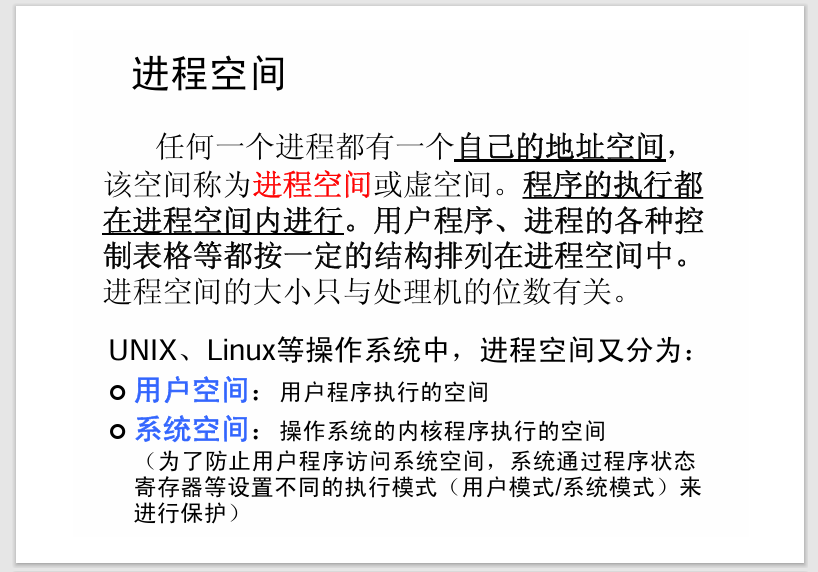 进程空间
任何一个进程都有一个自己的地址空间，
该空间称为进程空间或虚空间。程序的执行都
在进程空间内进行。用户程序、进程的各种控
制表格等都按一定的结构排列在进程空间中。
进程空间的大小只与处理机的位数有关。
UNIX、Linux等操作系统中，进程空间又分为：
用户空间：用户程序执行的空间
系统空间：操作系统的内核程序执行的空间
（为了防止用户程序访问系统空间，系统通过程序状态
寄存器等设置不同的执行模式（用户模式/系统模式）来
进行保护）